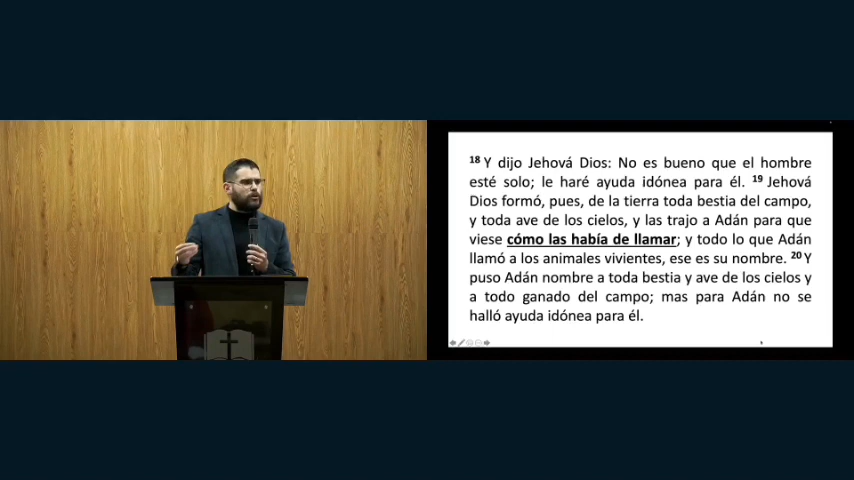 18 Y dijo Jehová Dios: No es bueno que el hombre
esté solo; le haré ayuda idónea para él. 19 Jehová
Dios formó, pues, de la tierra toda bestia del campo,
y toda ave de los cielos, y las trajo a Adán para que
viese cómo las había de llamar; y todo lo que Adán
llamó a los animales vivientes, ese es su nombre. 20 Y
puso Adán nombre a toda bestia y ave de los cielos y
a todo ganado del campo; mas para Adán no se
halló ayuda idónea para él.